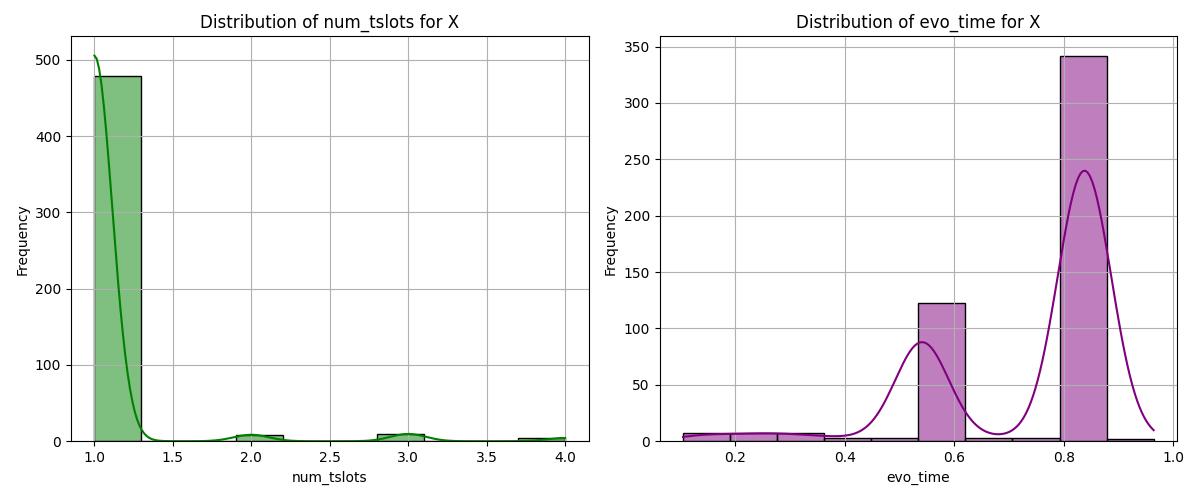 Distribution of num_tslots for X
500
400
300
200
100
0
Frequency
1.0 1.5 2.0 2.5 3.0 3.5 4.0
num_tslots
Distribution of evo_time for X
350
300
250
200
150
100
50
0
Frequency
0.2 0.4 0.6 0.8 1.0
evo_time